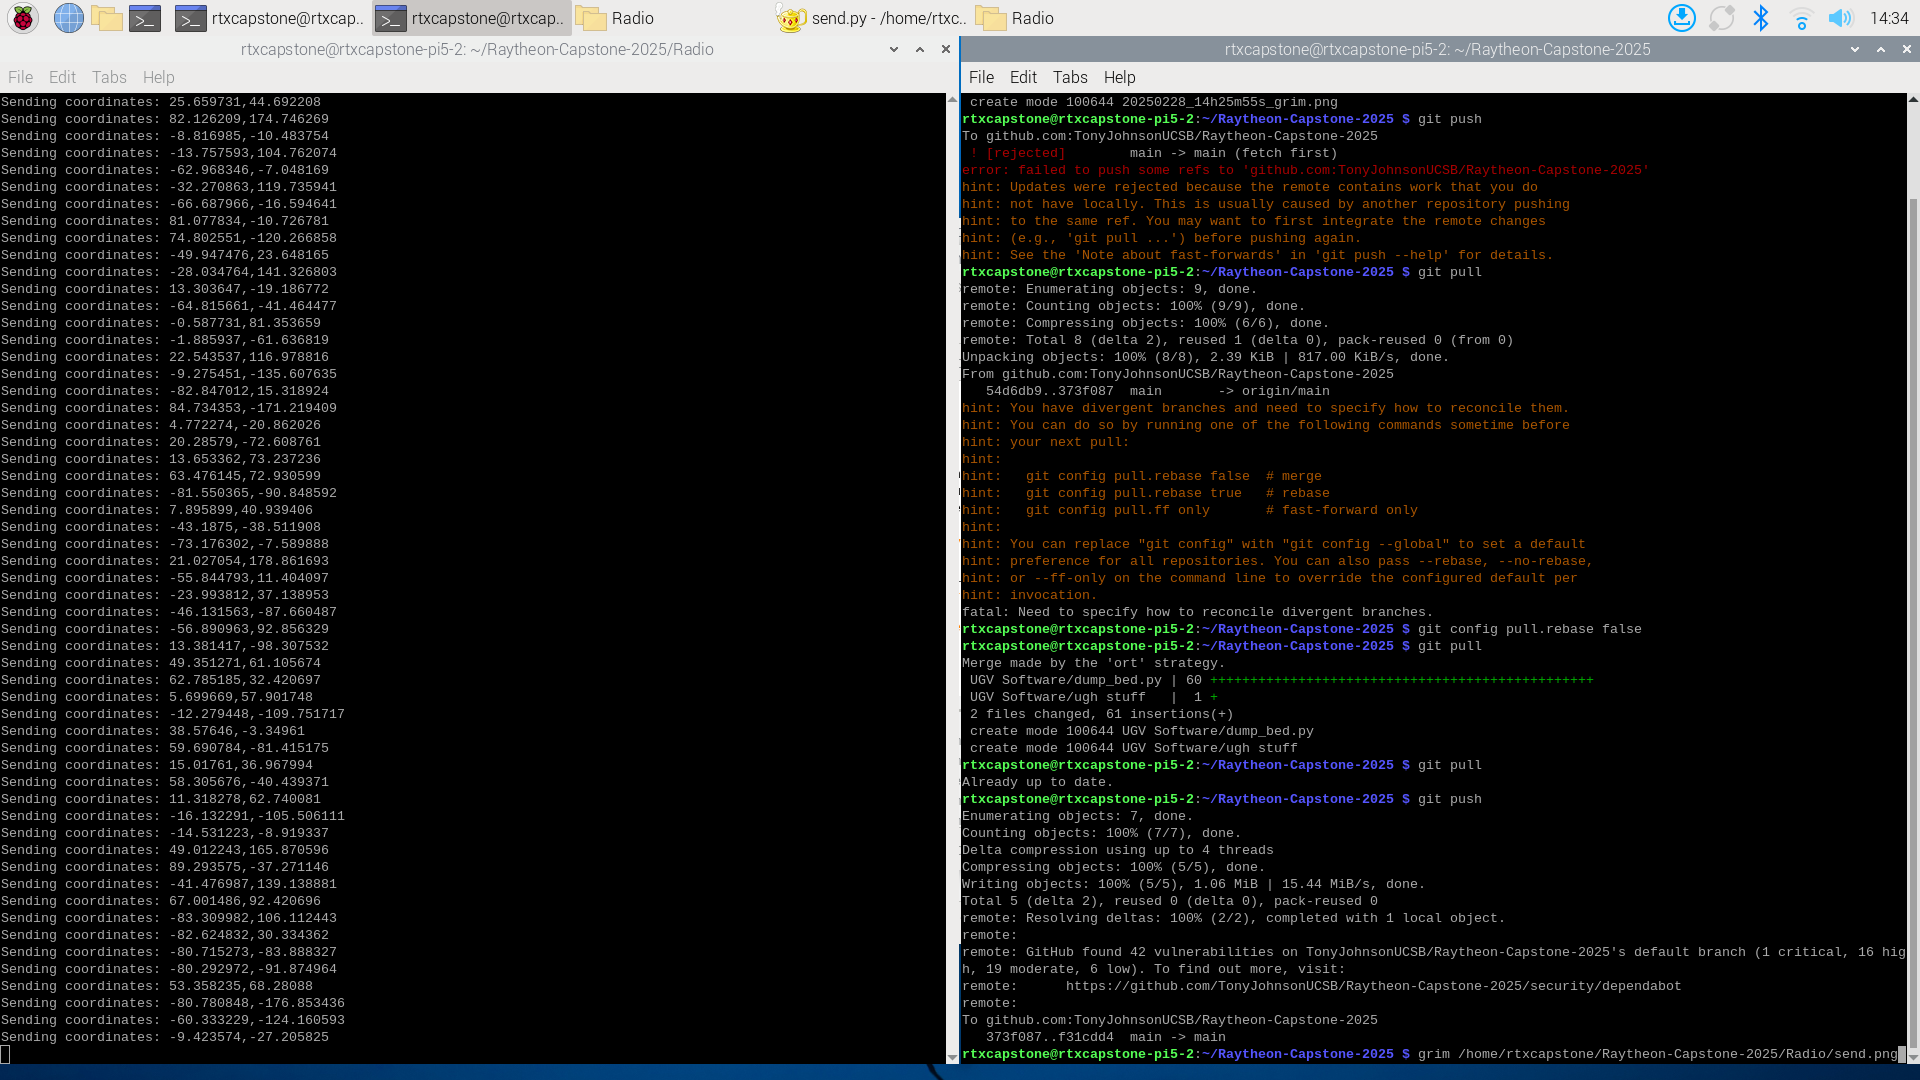 rtxcapstone@rtxcap..
rtxcapstone@rtxcap..
Radio
send.py - /home/rtxc..
Radio
14:34
rtxcapstone@rtxcapstone-pi5-2: ~/Raytheon-Capstone-2025/Radio
File Edit Tabs Help
Sending coordinates: 25.659731,44.692208
Sending coordinates: 82.126209,174.746269
Sending coordinates: -8.816985,-10.483754
Sending coordinates: -13.757593,104.762074
Sending coordinates: -62.968346,-7.048169
Sending coordinates: -32.270863,119.735941
Sending coordinates: -66.687966,-16.594641
Sending coordinates: 81.077834,-10.726781
Sending coordinates: 74.802551,-120.266858
Sending coordinates: -49.947476,23.648165
Sending coordinates: -28.034764,141.326803
Sending coordinates: 13.303647,-19.186772
Sending coordinates: -64.815661,-41.464477
Sending coordinates: -0.587731,81.353659
Sending coordinates: -1.885937,-61.636819
Sending coordinates: 22.543537,116.978816
Sending coordinates: -9.275451,-135.607635
Sending coordinates: -82.847012,15.318924
Sending coordinates: 84.734353,-171.219409
Sending coordinates: 4.772274,-20.862026
Sending coordinates: 20.28579,-72.608761
Sending coordinates: 13.653362,73.237236
Sending coordinates: 63.476145,72.930599
Sending coordinates: -81.550365,-90.848592
Sending coordinates: 7.895899,40.939406
Sending coordinates: -43.1875,-38.511908
Sending coordinates: -73.176302,-7.589888
Sending coordinates: 21.027054,178.861693
Sending coordinates: -55.844793,11.404097
Sending coordinates: -23.993812,37.138953
Sending coordinates: -46.131563,-87.660487
Sending coordinates: -56.890963,92.856329
Sending coordinates: 13.381417,-98.307532
Sending coordinates: 49.351271,61.105674
Sending coordinates: 62.785185,32.420697
Sending coordinates: 5.699669,57.901748
Sending coordinates: -12.279448,-109.751717
Sending coordinates: 38.57646,-3.34961
Sending coordinates: 59.690784,-81.415175
Sending coordinates: 15.01761,36.967994
Sending coordinates: 58.305676,-40.439371
Sending coordinates: 11.318278,62.740081
Sending coordinates: -16.132291,-105.506111
Sending coordinates: -14.531223,-8.919337
Sending coordinates: 49.012243,165.870596
Sending coordinates: 89.293575,-37.271146
Sending coordinates: -41.476987,139.138881
Sending coordinates: 67.001486,92.420696
Sending coordinates: -83.309982,106.112443
Sending coordinates: -82.624832,30.334362
Sending coordinates: -80.715273,-83.888327
Sending coordinates: -80.292972,-91.874964
Sending coordinates: 53.358235,68.28088
Sending coordinates: -80.780848,-176.853436
Sending coordinates: -60.333229,-124.160593
Sending coordinates: -9.423574,-27.205825
rtxcapstone@rtxcapstone-pi5-2: ~/Raytheon-Capstone-2025
File Edit Tabs Help
 create mode 100644 20250228_14h25m55s_grim.png
rtxcapstone@rtxcapstone-pi5-2:~/Raytheon-Capstone-2025 $ git push
To github.com:TonyJohnsonUCSB/Raytheon-Capstone-2025
 ! [rejected]        main -> main (fetch first)
error: failed to push some refs to 'github.com:TonyJohnsonUCSB/Raytheon-Capstone-2025'
hint: Updates were rejected because the remote contains work that you do
hint: not have locally. This is usually caused by another repository pushing
hint: to the same ref. You may want to first integrate the remote changes
hint: (e.g., 'git pull ...') before pushing again.
hint: See the 'Note about fast-forwards' in 'git push --help' for details.
rtxcapstone@rtxcapstone-pi5-2:~/Raytheon-Capstone-2025 $ git pull
remote: Enumerating objects: 9, done.
remote: Counting objects: 100% (9/9), done.
remote: Compressing objects: 100% (6/6), done.
remote: Total 8 (delta 2), reused 1 (delta 0), pack-reused 0 (from 0)
Unpacking objects: 100% (8/8), 2.39 KiB | 817.00 KiB/s, done.
From github.com:TonyJohnsonUCSB/Raytheon-Capstone-2025
   54d6db9..373f087  main       -> origin/main
hint: You have divergent branches and need to specify how to reconcile them.
hint: You can do so by running one of the following commands sometime before
hint: your next pull:
hint:
hint:   git config pull.rebase false  # merge
hint:   git config pull.rebase true   # rebase
hint:   git config pull.ff only       # fast-forward only
hint:
hint: You can replace "git config" with "git config --global" to set a default
hint: preference for all repositories. You can also pass --rebase, --no-rebase,
hint: or --ff-only on the command line to override the configured default per
hint: invocation.
fatal: Need to specify how to reconcile divergent branches.
rtxcapstone@rtxcapstone-pi5-2:~/Raytheon-Capstone-2025 $ git config pull.rebase false
rtxcapstone@rtxcapstone-pi5-2:~/Raytheon-Capstone-2025 $ git pull
Merge made by the 'ort' strategy.
 UGV Software/dump_bed.py | 60 ++++++++++++++++++++++++++++++++++++++++++++++++
 UGV Software/ugh stuff   |  1 +
 2 files changed, 61 insertions(+)
 create mode 100644 UGV Software/dump_bed.py
 create mode 100644 UGV Software/ugh stuff
rtxcapstone@rtxcapstone-pi5-2:~/Raytheon-Capstone-2025 $ git pull
Already up to date.
rtxcapstone@rtxcapstone-pi5-2:~/Raytheon-Capstone-2025 $ git push
Enumerating objects: 7, done.
Counting objects: 100% (7/7), done.
Delta compression using up to 4 threads
Compressing objects: 100% (5/5), done.
Writing objects: 100% (5/5), 1.06 MiB | 15.44 MiB/s, done.
Total 5 (delta 2), reused 0 (delta 0), pack-reused 0
remote: Resolving deltas: 100% (2/2), completed with 1 local object.
remote:
remote: GitHub found 42 vulnerabilities on TonyJohnsonUCSB/Raytheon-Capstone-2025's default branch (1 critical, 16 hig
h, 19 moderate, 6 low). To find out more, visit:
remote:      https://github.com/TonyJohnsonUCSB/Raytheon-Capstone-2025/security/dependabot
remote:
To github.com:TonyJohnsonUCSB/Raytheon-Capstone-2025
   373f087..f31cdd4  main -> main
rtxcapstone@rtxcapstone-pi5-2:~/Raytheon-Capstone-2025 $ grim /home/rtxcapstone/Raytheon-Capstone-2025/Radio/send.png